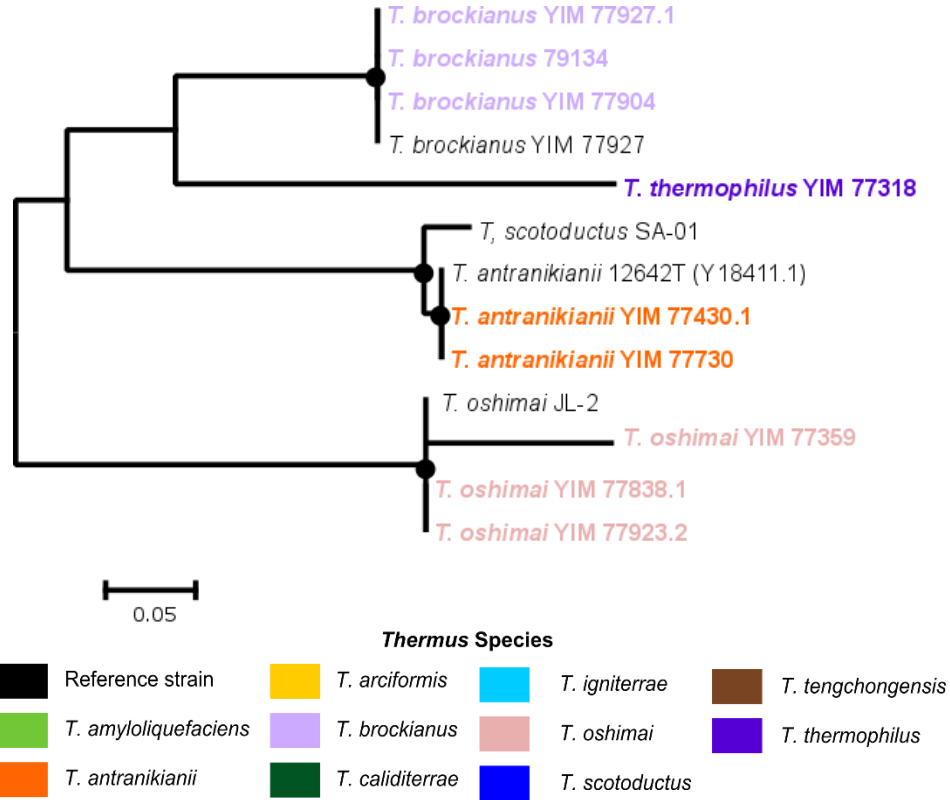 T. brockianus YIM 77927.1
T. brockianus 79134
T. brockianus YIM 77904
T. brockianus YIM 77927
T. thermophilus YIM 77318
T, scotoductus SA-01
T. antranikianii 12642T (Y18411.1)
T. antranikianii YIM 77430.1
T. antranikianii YIM 77730
T. oshimai JL-2
T. oshimai YIM 77359
T. oshimai YIM 77838.1
T. oshimai YIM 77923.2
0.05
Thermus Species
Reference strain
T. amyloliquefaciens
T. antranikianii
T. arciformis
T. brockianus
T. caliditerrae
T. igniterrae
T. oshimai
T. scotoductus
T. tengchongensis
T. thermophilus